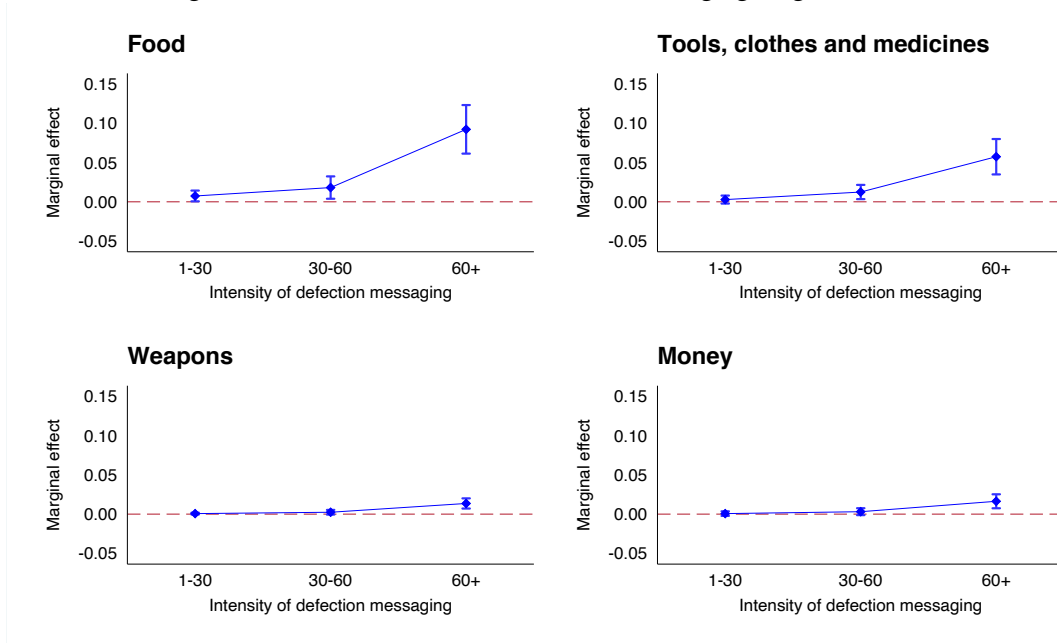 Food
0.15
0.10
0.05
0.00
-0.05
Marginal effect
1-30 30-60 60+
Intensity of defection messaging
Tools, clothes and medicines
0.15
0.10
0.05
0.00
-0.05
Marginal effect
1-30 30-60 60+
Intensity of defection messaging
Weapons
0.15
0.10
0.05
0.00
-0.05
Marginal effect
1-30 30-60 60+
Intensity of defection messaging
Money
0.15
0.10
0.05
0.00
-0.05
Marginal effect
1-30 30-60 60+
Intensity of defection messaging